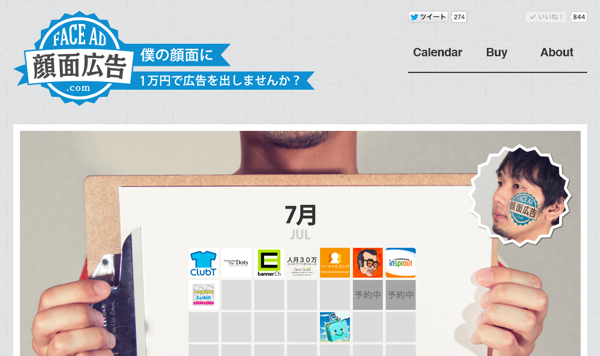 FACE AD
顔面広告
.com
僕の顔面に
1万円で広告を出しませんか？
ツイート 274
いいね！ 844
Calendar Buy About
7月
JUL
顔面広告
CLUBT
Dots
bannerCh
人月30万
insprout
予約中 予約中